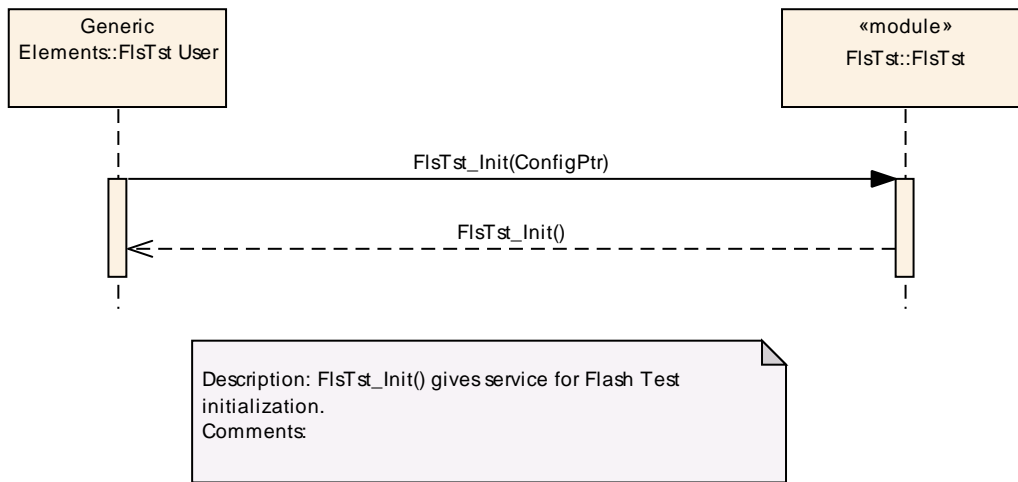 Generic
Elements::FlsTst User
«module»
FlsTst::FlsTst
FlsTst_Init(ConfigPtr)
FlsTst_Init()
Description: FlsTst_Init() gives service for Flash Test
initialization.
Comments: